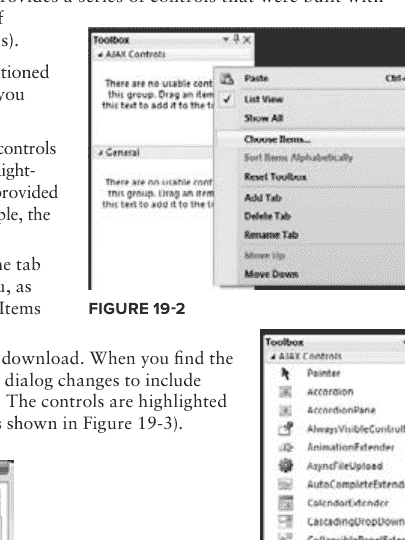 rovides a series of controls that were built with
f
s).
tioned
you
controls
ight-
provided
ple, the
he tab
u, as
Items
Toolbox
AJAX Controls
There are no usable cont
this group. Drag an item
this text to add it to the t
General
There are no usable cont
this group. Drag an item
this text to add it to the t
Paste Ctrl+
List View
Show All
Choose Items...
Sort Items Alphabetically
Reset Toolbox
Add Tab
Delete Tab
Rename Tab
Move Up
Move Down
FIGURE 19-2
download. When you find the
dialog changes to include
. The controls are highlighted
s shown in Figure 19-3).
Toolbox
AJAX Controls
Pointer
Accordion
AccordionPane
AlwaysVisibleControlE
AnimationExtender
AsyncFileUpload
AutoCompleteExtend
CalendarExtender
CascadingDropDown
CollapsiblePanelExten